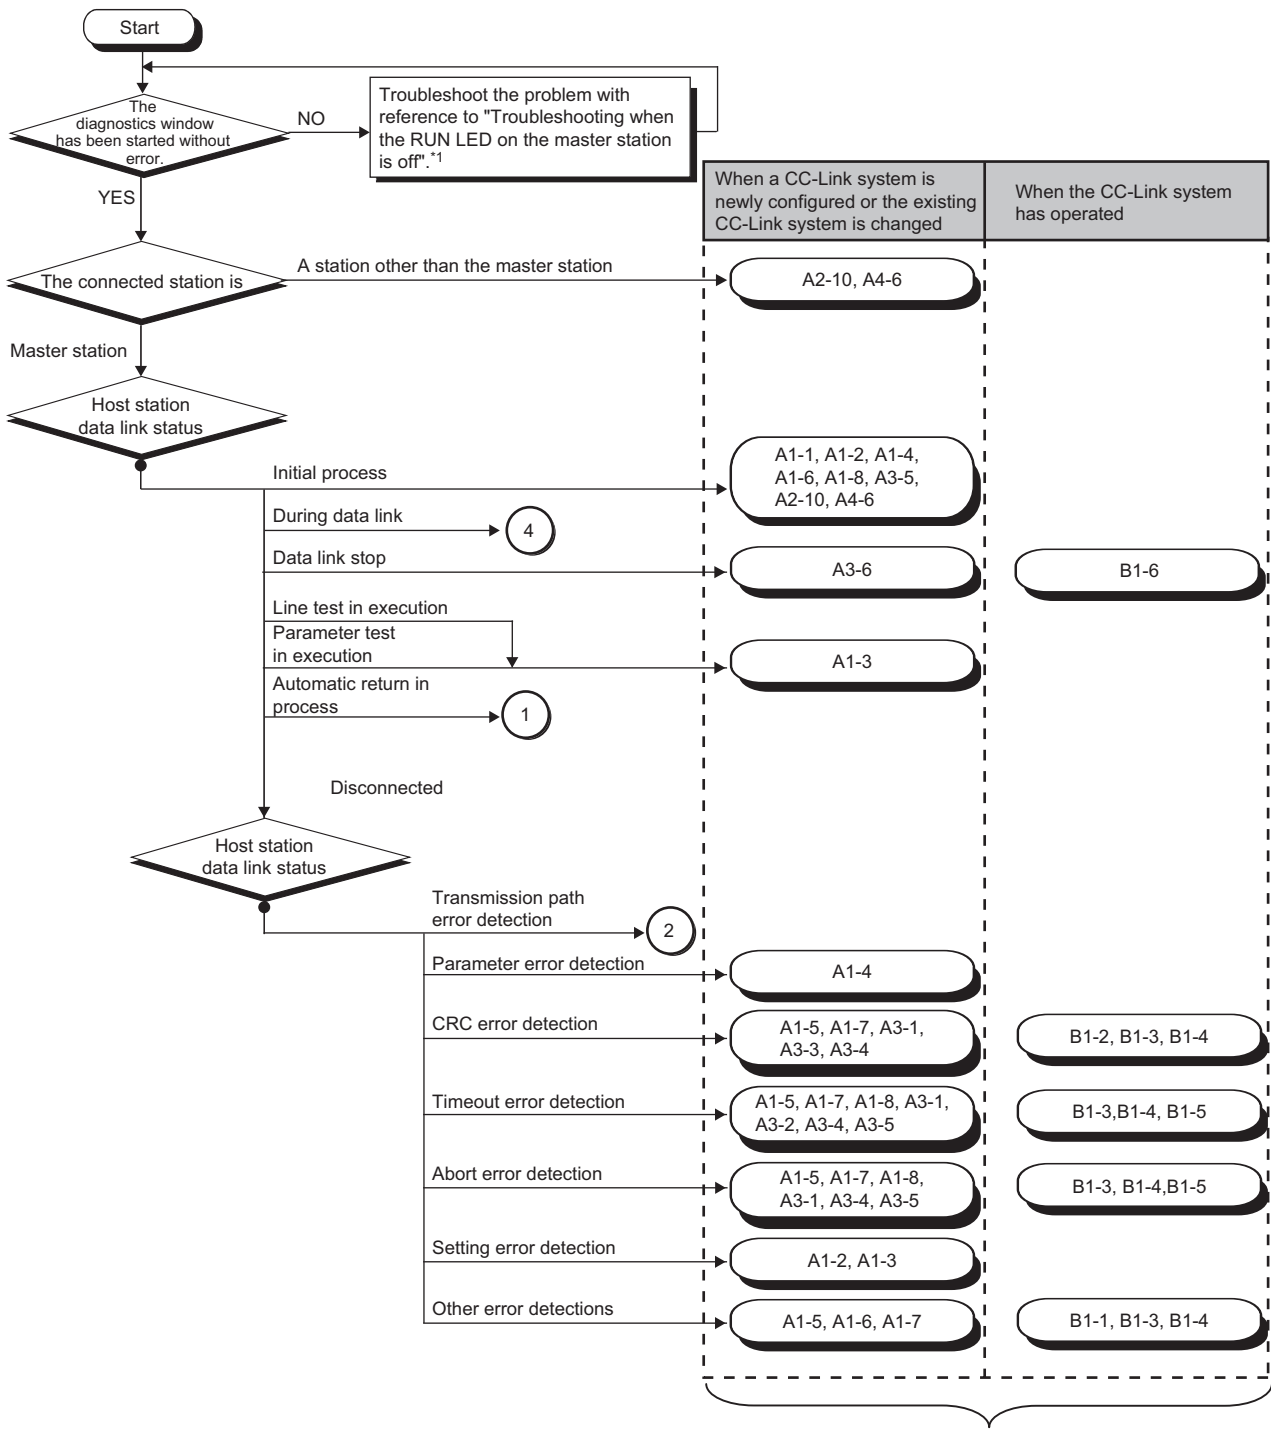 Start
The
diagnostics window
has been started without
error.
NO
Troubleshoot the problem with
reference to "Troubleshooting when
the RUN LED on the master station
is off".*1
YES
When a CC-Link system is
newly configured or the existing
CC-Link system is changed
When the CC-Link system
has operated
The connected station is
A station other than the master station
A2-10, A4-6
Master station
Host station
data link status
Initial process
A1-1, A1-2, A1-4,
A1-6, A1-8, A3-5,
A2-10, A4-6
During data link
4
Data link stop
A3-6
B1-6
Line test in execution
Parameter test
in execution
A1-3
Automatic return in
process
1
Disconnected
Host station
data link status
Transmission path
error detection
2
Parameter error detection
A1-4
CRC error detection
A1-5, A1-7, A3-1,
A3-3, A3-4
B1-2, B1-3, B1-4
Timeout error detection
A1-5, A1-7, A1-8, A3-1,
A3-2, A3-4, A3-5
B1-3,B1-4, B1-5
Abort error detection
A1-5, A1-7, A1-8,
A3-1, A3-4, A3-5
B1-3, B1-4,B1-5
Setting error detection
A1-2, A1-3
Other error detections
A1-5, A1-6, A1-7
B1-1, B1-3, B1-4